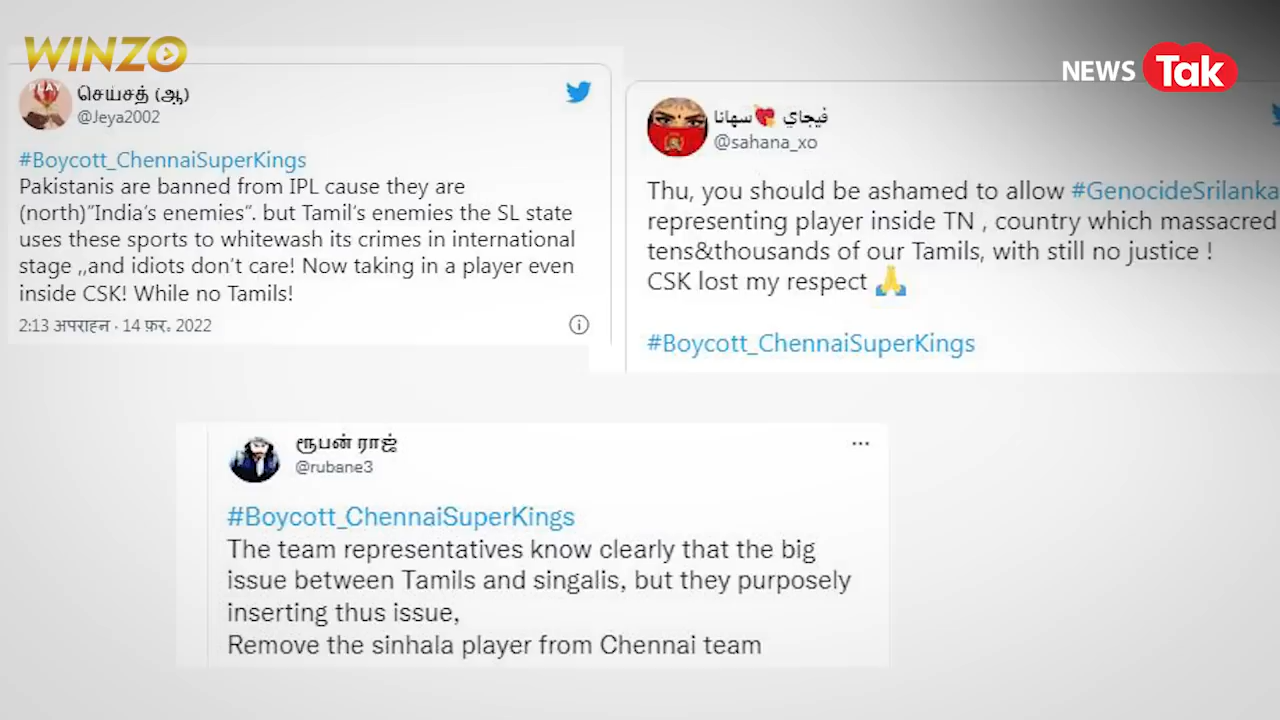 WINZO
NEWS Tak
PLAY
செய்சத் (ஆ)
@Jeya2002
#Boycott_ChennaiSuperKings
Pakistanis are banned from IPL cause they are
(north)"India's enemies". but Tamil's enemies the SL state
uses these sports to whitewash its crimes in international
stage ,,and idiots don't care! Now taking in a player even
inside CSK! While no Tamils!
2:13 अपराह्न · 14 फ़र॰ 2022
فيجاي 💘سهانا
@sahana_xo
Thu, you should be ashamed to allow #GenocideSrilanka
representing player inside TN , country which massacred
tens&thousands of our Tamils, with still no justice !
CSK lost my respect 🙏
#Boycott_ChennaiSuperKings
ரூபன் ராஜ்
@rubane3
#Boycott_ChennaiSuperKings
The team representatives know clearly that the big
issue between Tamils and singalis, but they purposely
inserting thus issue,
Remove the sinhala player from Chennai team